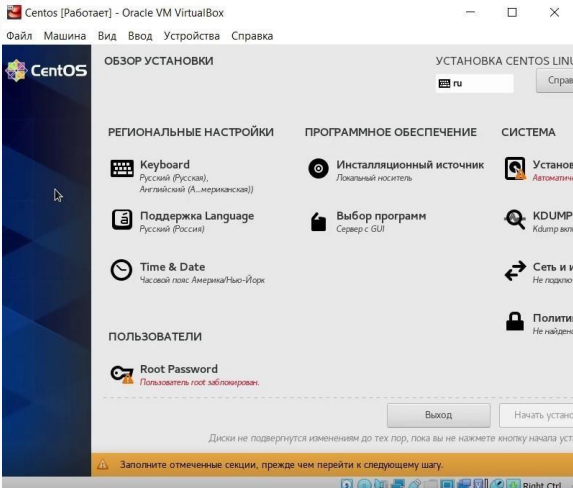 Centos [Работает] - Oracle VM VirtualBox
Файл Машина Вид Ввод Устройства Справка
CentOS
ОБЗОР УСТАНОВКИ
УСТАНОВКА CENTOS LINU
ru
Справ
РЕГИОНАЛЬНЫЕ НАСТРОЙКИ
Keyboard
Русский (Русская),
Английский (А...мериканская))
Поддержка Language
Русский (Россия)
Time & Date
Часовой пояс Америка/Нью-Йорк
ПРОГРАММНОЕ ОБЕСПЕЧЕНИЕ
Инсталляционный источник
Локальный носитель
Выбор программ
Сервер с GUI
СИСТЕМА
Установ
Автоматиче
KDUMP
Kdump вкл
Сеть и и
Не подклю
Полити
Не найдено
ПОЛЬЗОВАТЕЛИ
Root Password
Пользователь root заблокирован.
Выход
Начать устано
Диски не подвергнутся изменениям до тех пор, пока вы не нажмете кнопку начала уст
Заполните отмеченные секции, прежде чем перейти к следующему шагу.
Right Ctrl